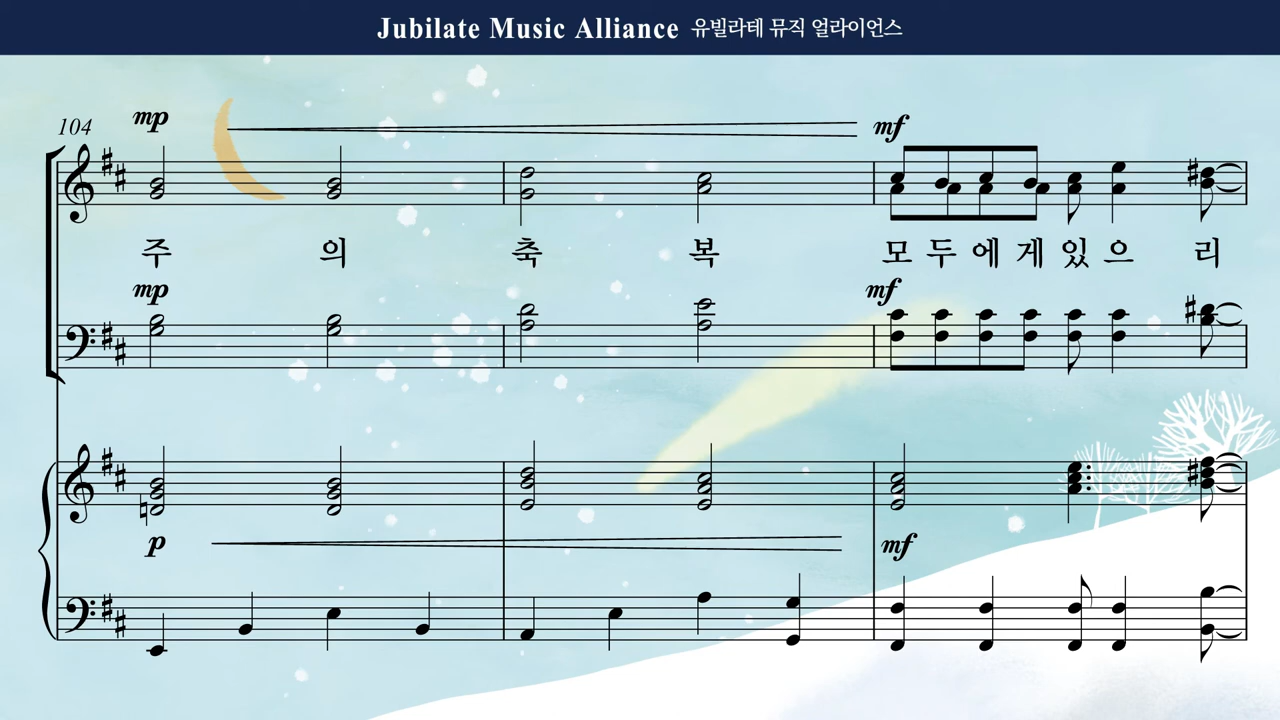 Jubilate Music Alliance 유빌라테 뮤직 얼라이언스
mp
104
mf
주 의 축 복 모 두 에 게 있 으 리
mp
mf
p
mf